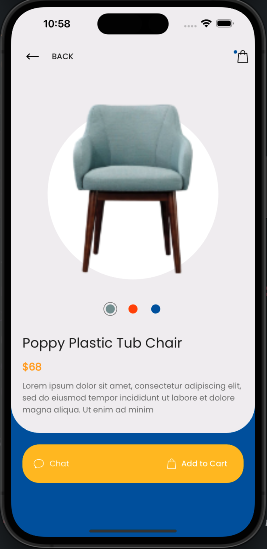 10:58
BACK
Poppy Plastic Tub Chair
$68
Lorem ipsum dolor sit amet, consectetur adipiscing elit,
sed do eiusmod tempor incididunt ut labore et dolore
magna aliqua. Ut enim ad minim
Chat
Add to Cart